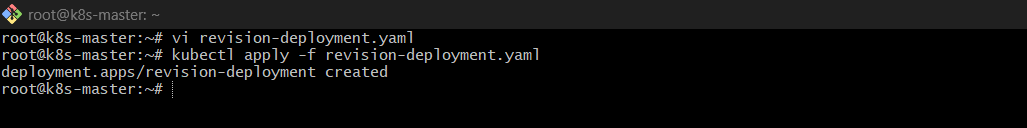 root@k8s-master: ~
root@k8s-master:~# vi revision-deployment.yaml
root@k8s-master:~# kubectl apply -f revision-deployment.yaml
deployment.apps/revision-deployment created
root@k8s-master:~#